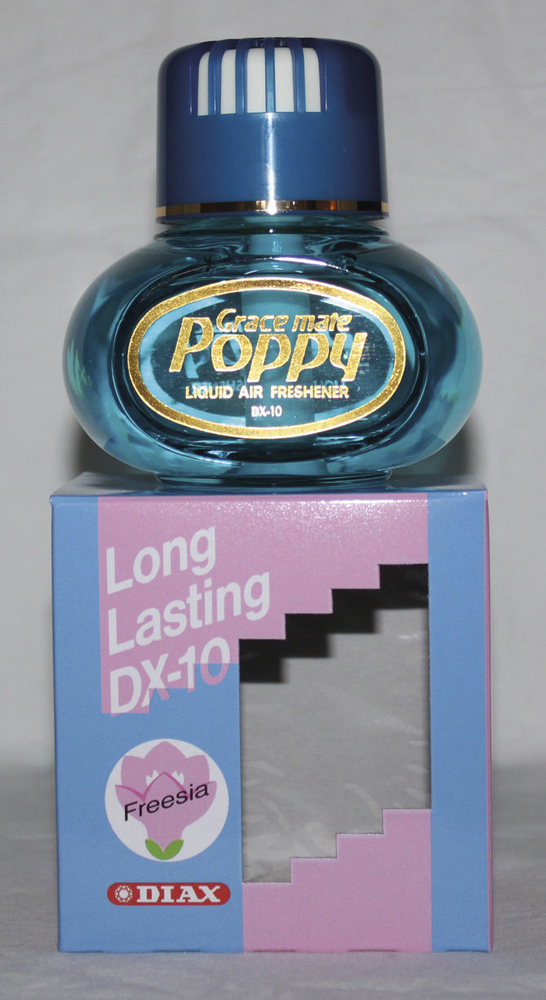 Grace mate
Poppy
LIQUID AIR FRESHENER
DX-10
Long
Lasting
DX-10
Freesia
DIAX